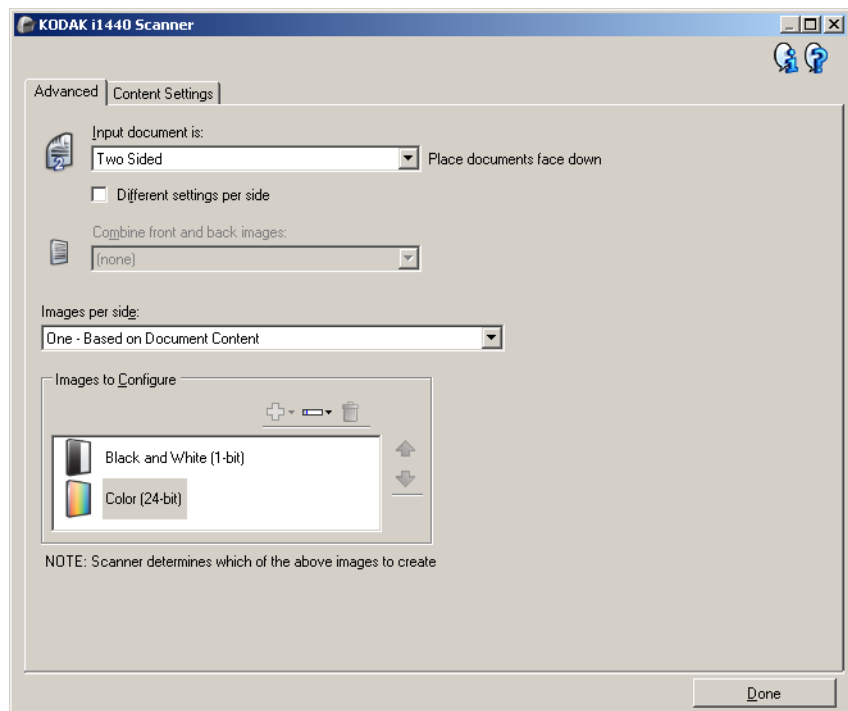 KODAK i1440 Scanner
Advanced
Content Settings
Input document is:
2
Two Sided
Place documents face down
Different settings per side
Combine front and back images:
(none)
Images per side:
One - Based on Document Content
Images to Configure
Black and White (1-bit)
Color (24-bit)
NOTE: Scanner determines which of the above images to create
Done